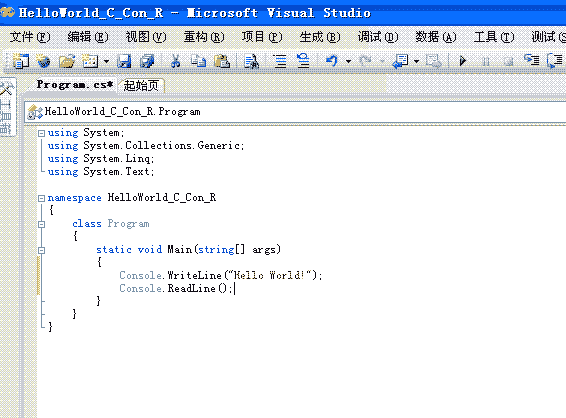 HelloWorld_C_Con_R - Microsoft Visual Studio
文件(F) 编辑(E) 视图(V) 重构(R) 项目(P) 生成(B) 调试(D) 数据(A) 工具(T) 测试(S
Program.cs* 起始页
HelloWorld_C_Con_R.Program
using System;
using System.Collections.Generic;
using System.Linq;
using System.Text;
namespace HelloWorld_C_Con_R
{
class Program
{
static void Main(string[] args)
{
Console.WriteLine("Hello World!");
Console.ReadLine();
}
}
}